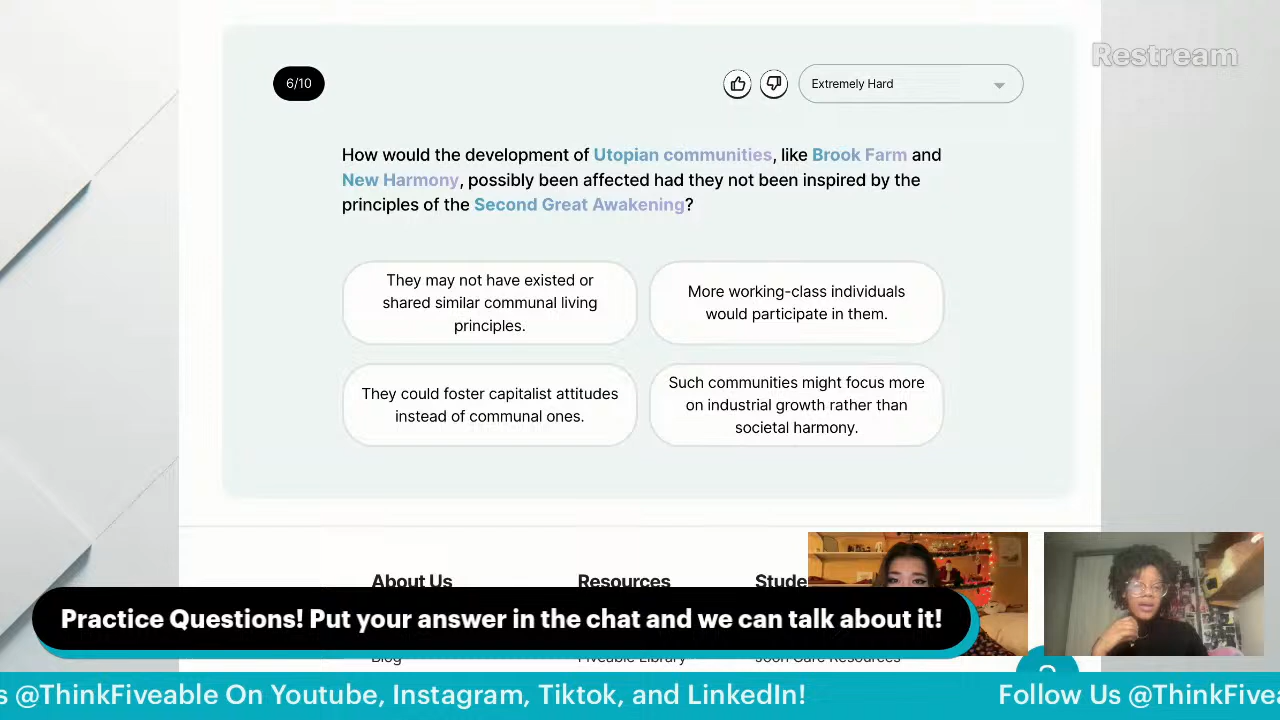 Restream
6/10
Extremely Hard
How would the development of Utopian communities, like Brook Farm and
New Harmony, possibly been affected had they not been inspired by the
principles of the Second Great Awakening?
They may not have existed or
shared similar communal living
principles.
More working-class individuals
would participate in them.
They could foster capitalist attitudes
instead of communal ones.
Such communities might focus more
on industrial growth rather than
societal harmony.
About Us
Resources
Stude
Practice Questions! Put your answer in the chat and we can talk about it!
Blog
Fiveable Library
s @ThinkFiveable On Youtube, Instagram, Tiktok, and LinkedIn!
Follow Us @ThinkFivea